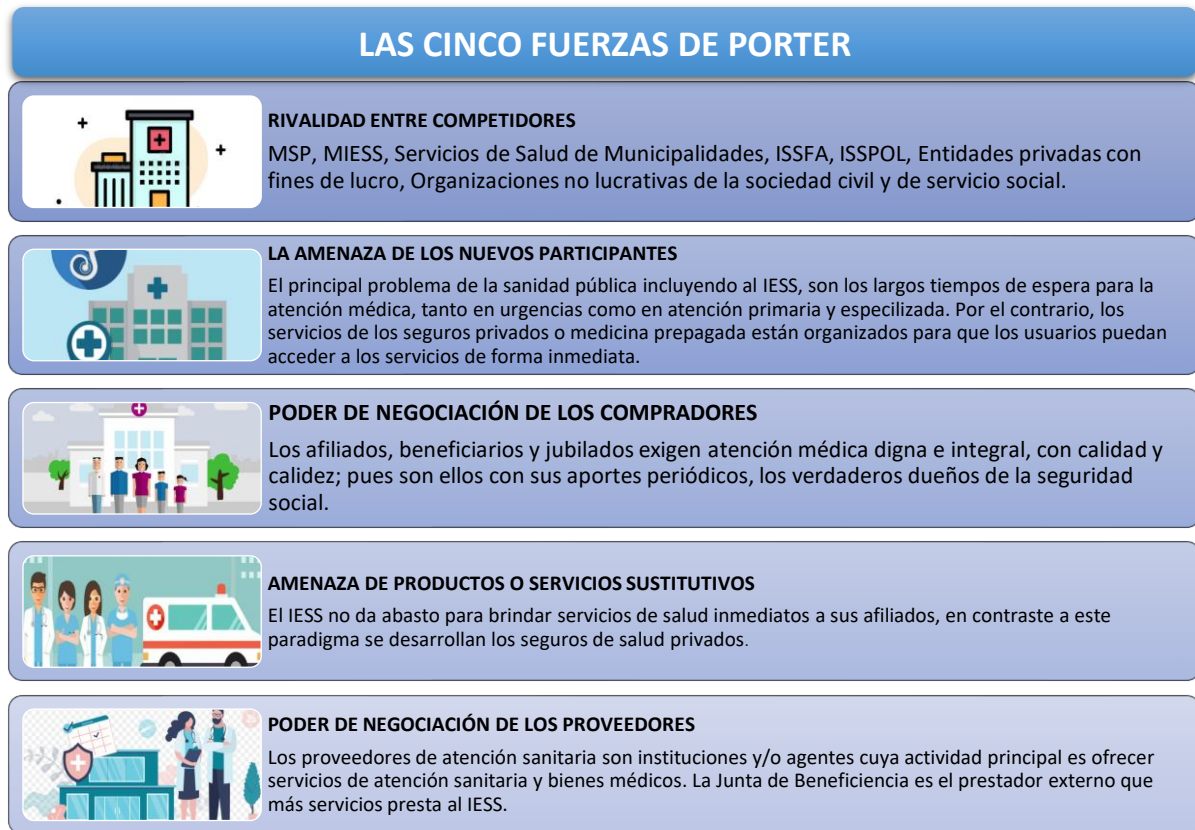 LAS CINCO FUERZAS DE PORTER
RIVALIDAD ENTRE COMPETIDORES
MSP, MIESS, Servicios de Salud de Municipalidades, ISSFA, ISSPOL, Entidades privadas con
fines de lucro, Organizaciones no lucrativas de la sociedad civil y de servicio social.
LA AMENAZA DE LOS NUEVOS PARTICIPANTES
El principal problema de la sanidad pública incluyendo al IESS, son los largos tiempos de espera para la
atención médica, tanto en urgencias como en atención primaria y especilizada. Por el contrario, los
servicios de los seguros privados o medicina prepagada están organizados para que los usuarios puedan
acceder a los servicios de forma inmediata.
PODER DE NEGOCIACIÓN DE LOS COMPRADORES
Los afiliados, beneficiarios y jubilados exigen atención médica digna e integral, con calidad y
calidez; pues son ellos con sus aportes periódicos, los verdaderos dueños de la seguridad
social.
AMENAZA DE PRODUCTOS O SERVICIOS SUSTITUTIVOS
El IESS no da abasto para brindar servicios de salud inmediatos a sus afiliados, en contraste a este
paradigma se desarrollan los seguros de salud privados.
PODER DE NEGOCIACIÓN DE LOS PROVEEDORES
Los proveedores de atención sanitaria son instituciones y/o agentes cuya actividad principal es ofrecer
servicios de atención sanitaria y bienes médicos. La Junta de Beneficiencia es el prestador externo que
más servicios presta al IESS.